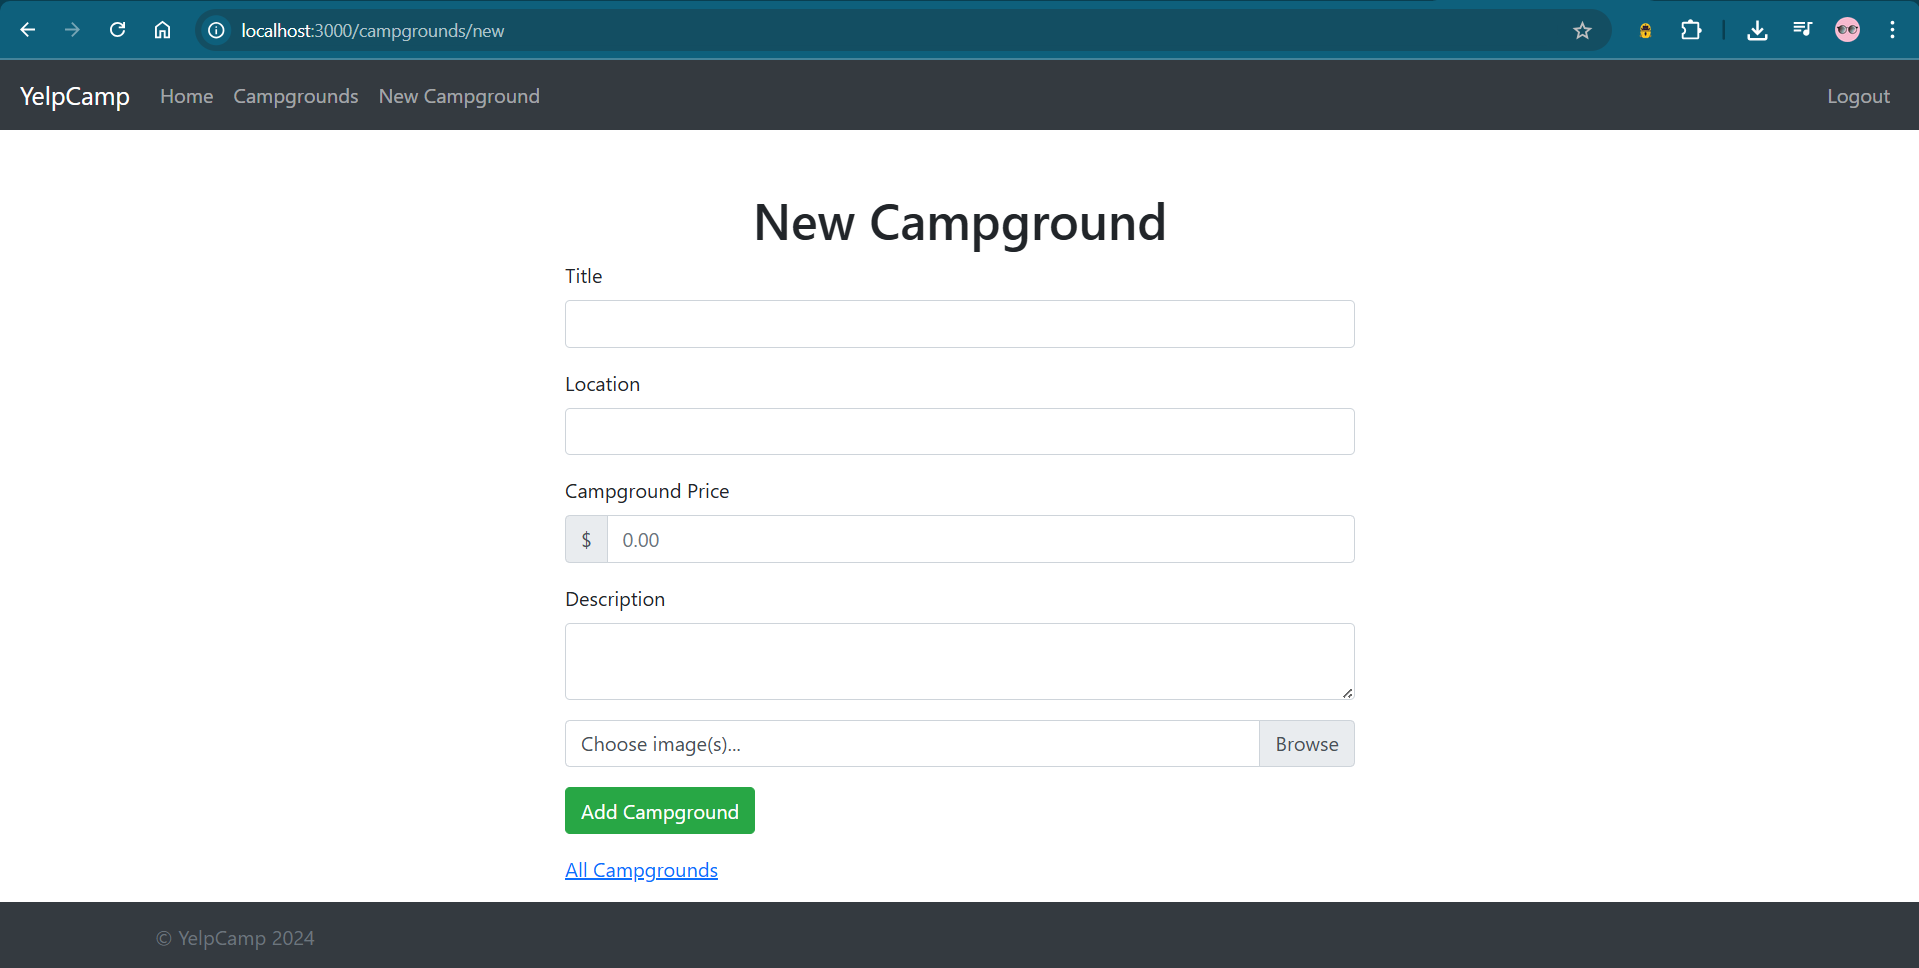 localhost:3000/campgrounds/new
YelpCamp Home Campgrounds New Campground Logout
New Campground
Title
Location
Campground Price
$ 0.00
Description
Choose image(s)... Browse
Add Campground
All Campgrounds
© YelpCamp 2024